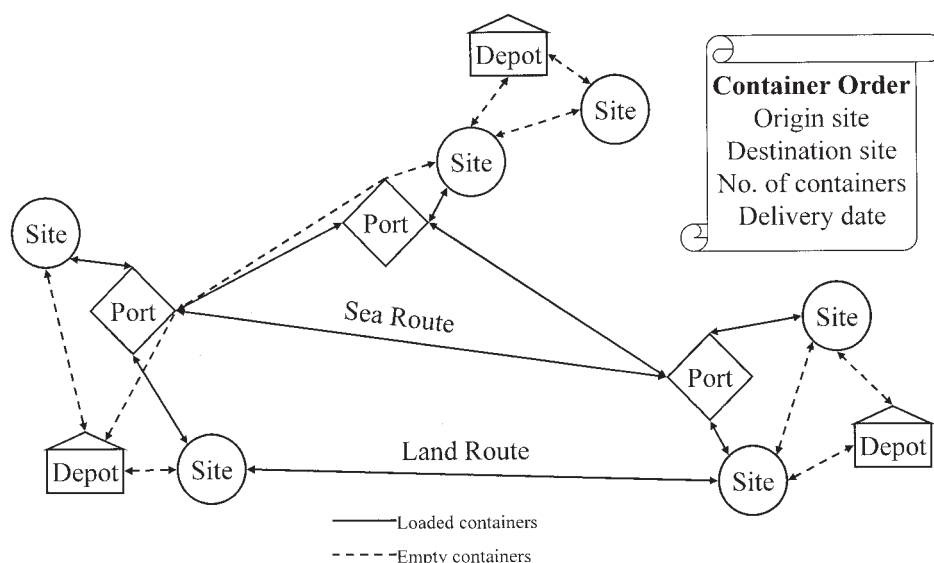 Depot
Site
Site
Container Order
Origin site
Destination site
No. of containers
Delivery date
Port
Site
Port
Sea Route
Site
Port
Depot
Site
Land Route
Site
Depot
Loaded containers
Empty containers